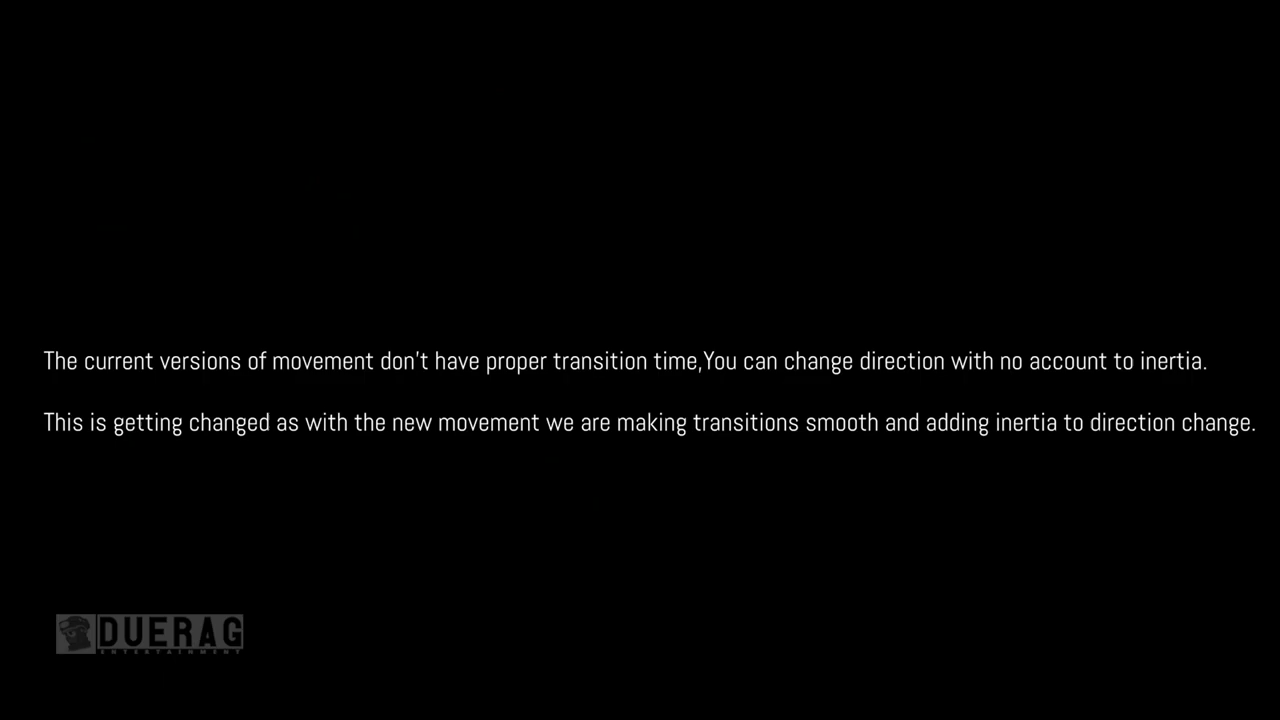 The current versions of movement don't have proper transition time,You can change direction with no account to inertia.
This is getting changed as with the new movement we are making transitions smooth and adding inertia to direction change.
DUERAG
ENTERTAINMENT